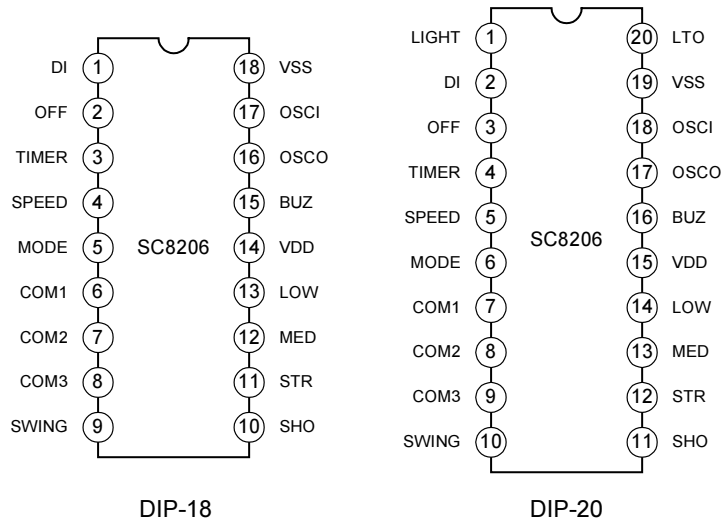 DI 1 18 VSS
OFF 2 17 OSCI
TIMER 3 16 OSCO
SPEED 4 15 BUZ
MODE 5 SC8206 14 VDD
COM1 6 13 LOW
COM2 7 12 MED
COM3 8 11 STR
SWING 9 10 SHO
DIP-18
LIGHT 1 20 LTO
DI 2 19 VSS
OFF 3 18 OSCI
TIMER 4 17 OSCO
SPEED 5 16 BUZ
SC8206
MODE 6 15 VDD
COM1 7 14 LOW
COM2 8 13 MED
COM3 9 12 STR
SWING 10 11 SHO
DIP-20